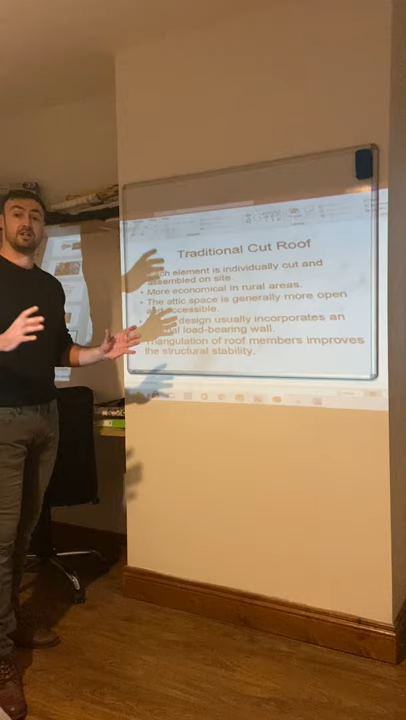 Traditional Cut Roof
element is individually cut and
assembled on site.
• More economical in rural areas.
• The attic space is generally more open
accessible.
design usually incorporates an
load-bearing wall.
Triangulation of roof members improves
the structural stability.